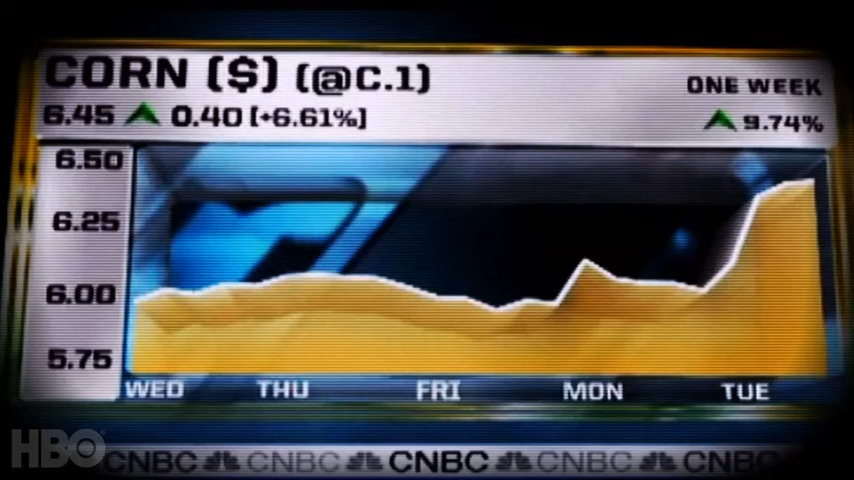 CORN ($) (@C.1)
ONE WEEK
6.45 0.40 [+6.61%]
9.74%
6.50
6.25
6.00
5.75
WED THU FRI MON TUE
HBO
CNBC CNBC CNBC CNBC CNBC